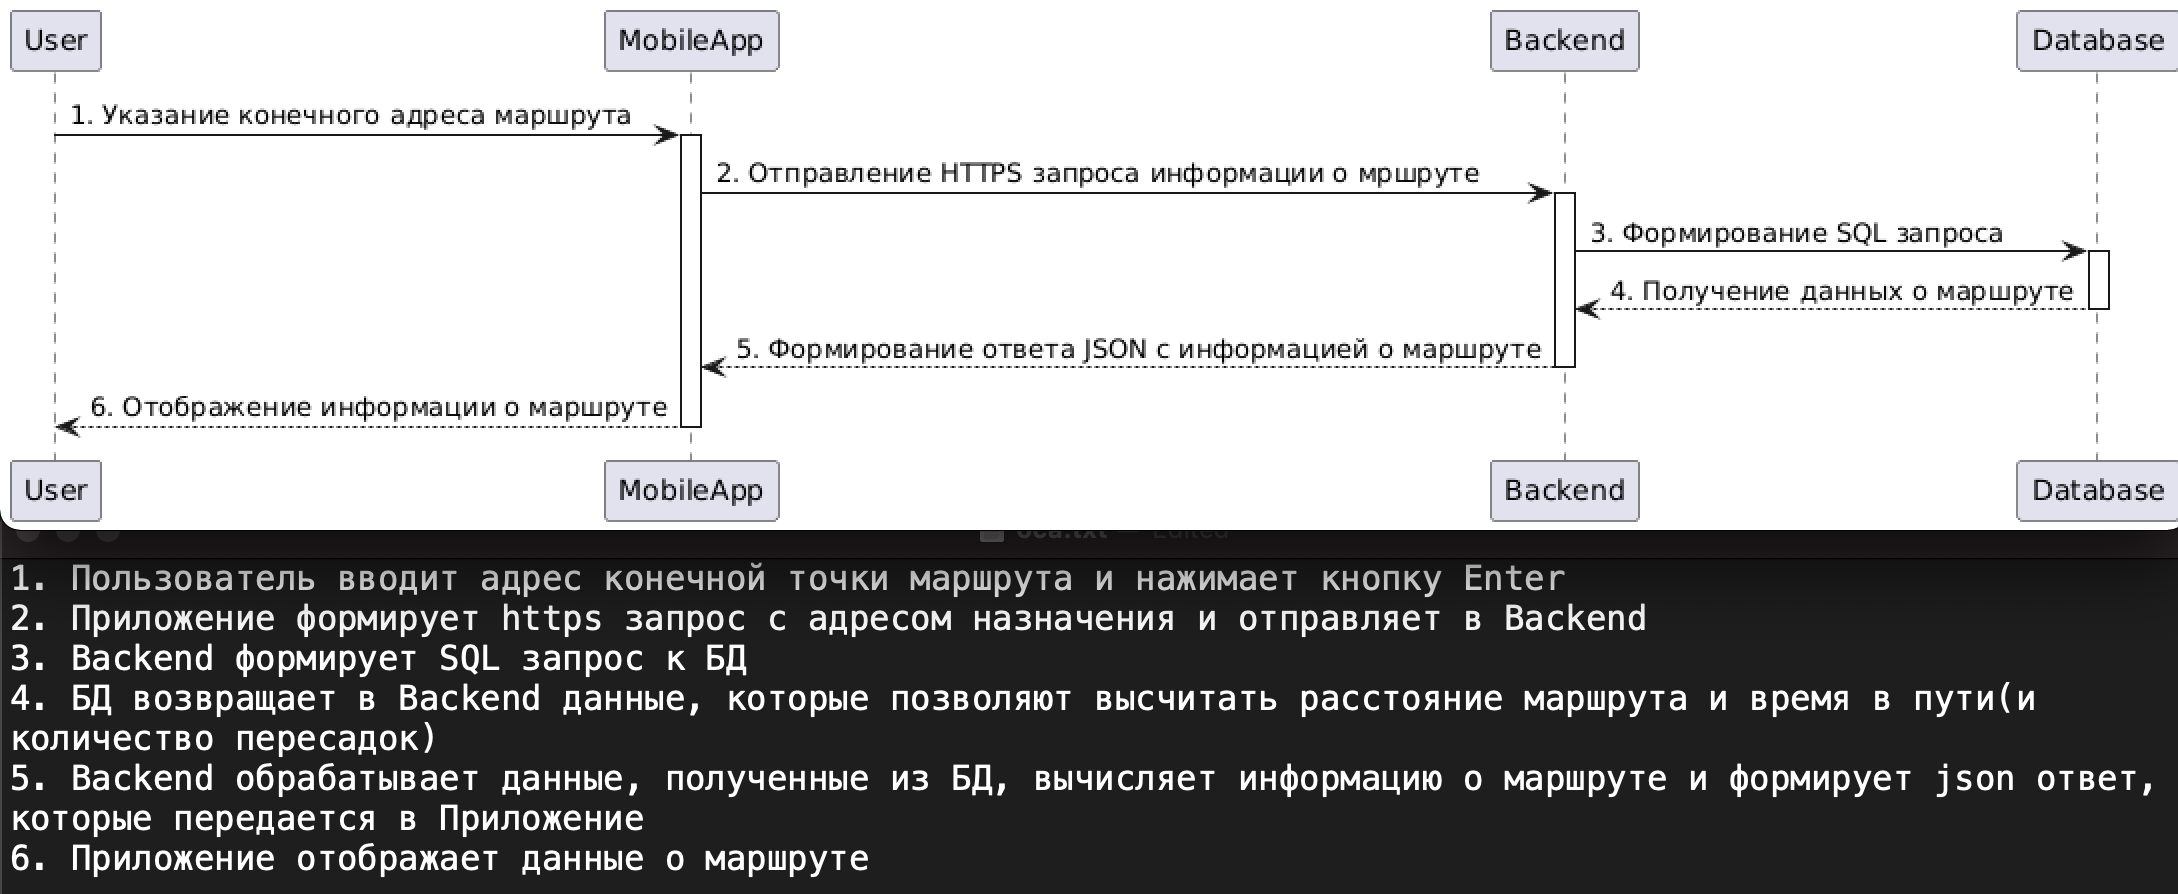 User MobileApp Backend Database
1. Указание конечного адреса маршрута
2. Отправление HTTPS запроса информации о мршруте
3. Формирование SQL запроса
4. Получение данных о маршруте
5. Формирование ответа JSON с информацией о маршруте
6. Отображение информации о маршруте
User MobileApp Backend Database
oca.txt — Edited
1. Пользователь вводит адрес конечной точки маршрута и нажимает кнопку Enter
2. Приложение формирует https запрос с адресом назначения и отправляет в Backend
3. Backend формирует SQL запрос к БД
4. БД возвращает в Backend данные, которые позволяют высчитать расстояние маршрута и время в пути(и
количество пересадок)
5. Backend обрабатывает данные, полученные из БД, вычисляет информацию о маршруте и формирует json ответ,
которые передается в Приложение
6. Приложение отображает данные о маршруте